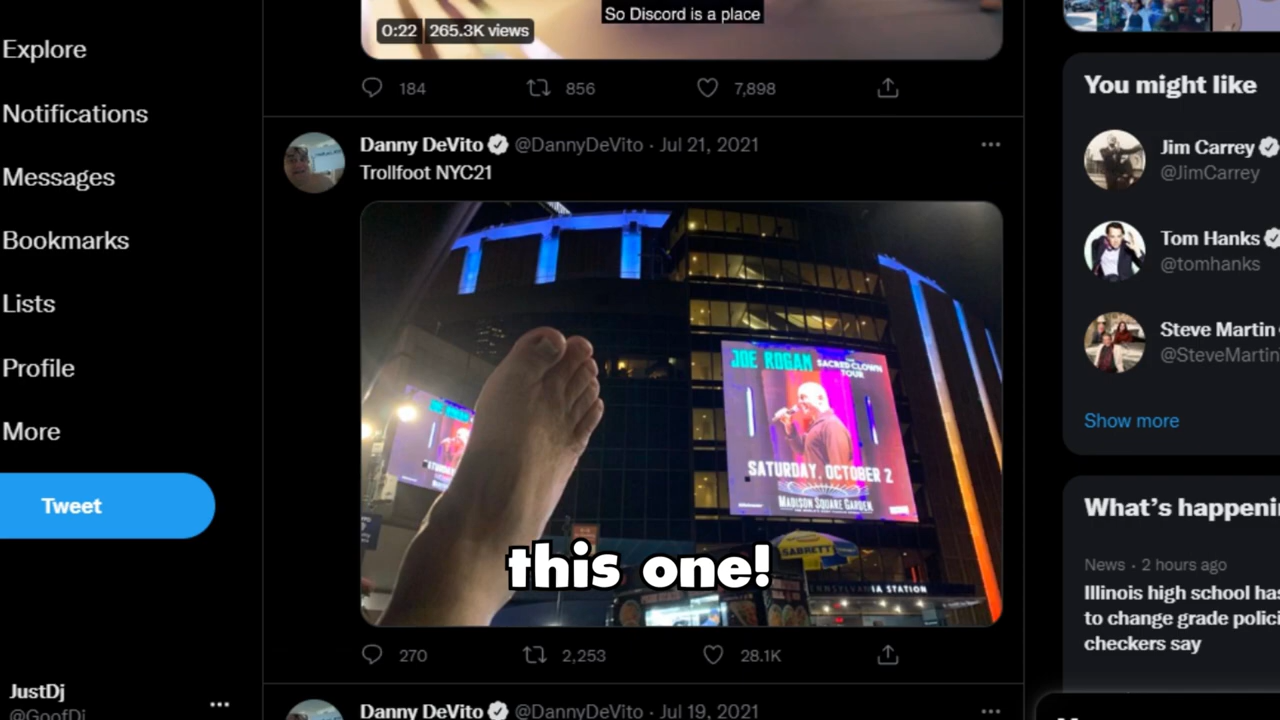 So Discord is a place
0:22 265.3K views
184 856 7,898
Explore
Notifications
Messages
Bookmarks
Lists
Profile
More
Tweet
JustDj
@GoofDj
Danny DeVito @DannyDeVito · Jul 21, 2021
Trollfoot NYC21
JOE ROGAN
SACRED CLOWN
TOUR
SATURDAY, OCTOBER 2
MADISON SQUARE GARDEN
SABRETT
IA STATION
this one!
270 2,253 28.1K
Danny DeVito @DannyDeVito · Jul 19, 2021
You might like
Jim Carrey
@JimCarrey
Tom Hanks
@tomhanks
Steve Martin
@SteveMartin
Show more
What's happeni
News · 2 hours ago
Illinois high school has
to change grade polici
checkers say